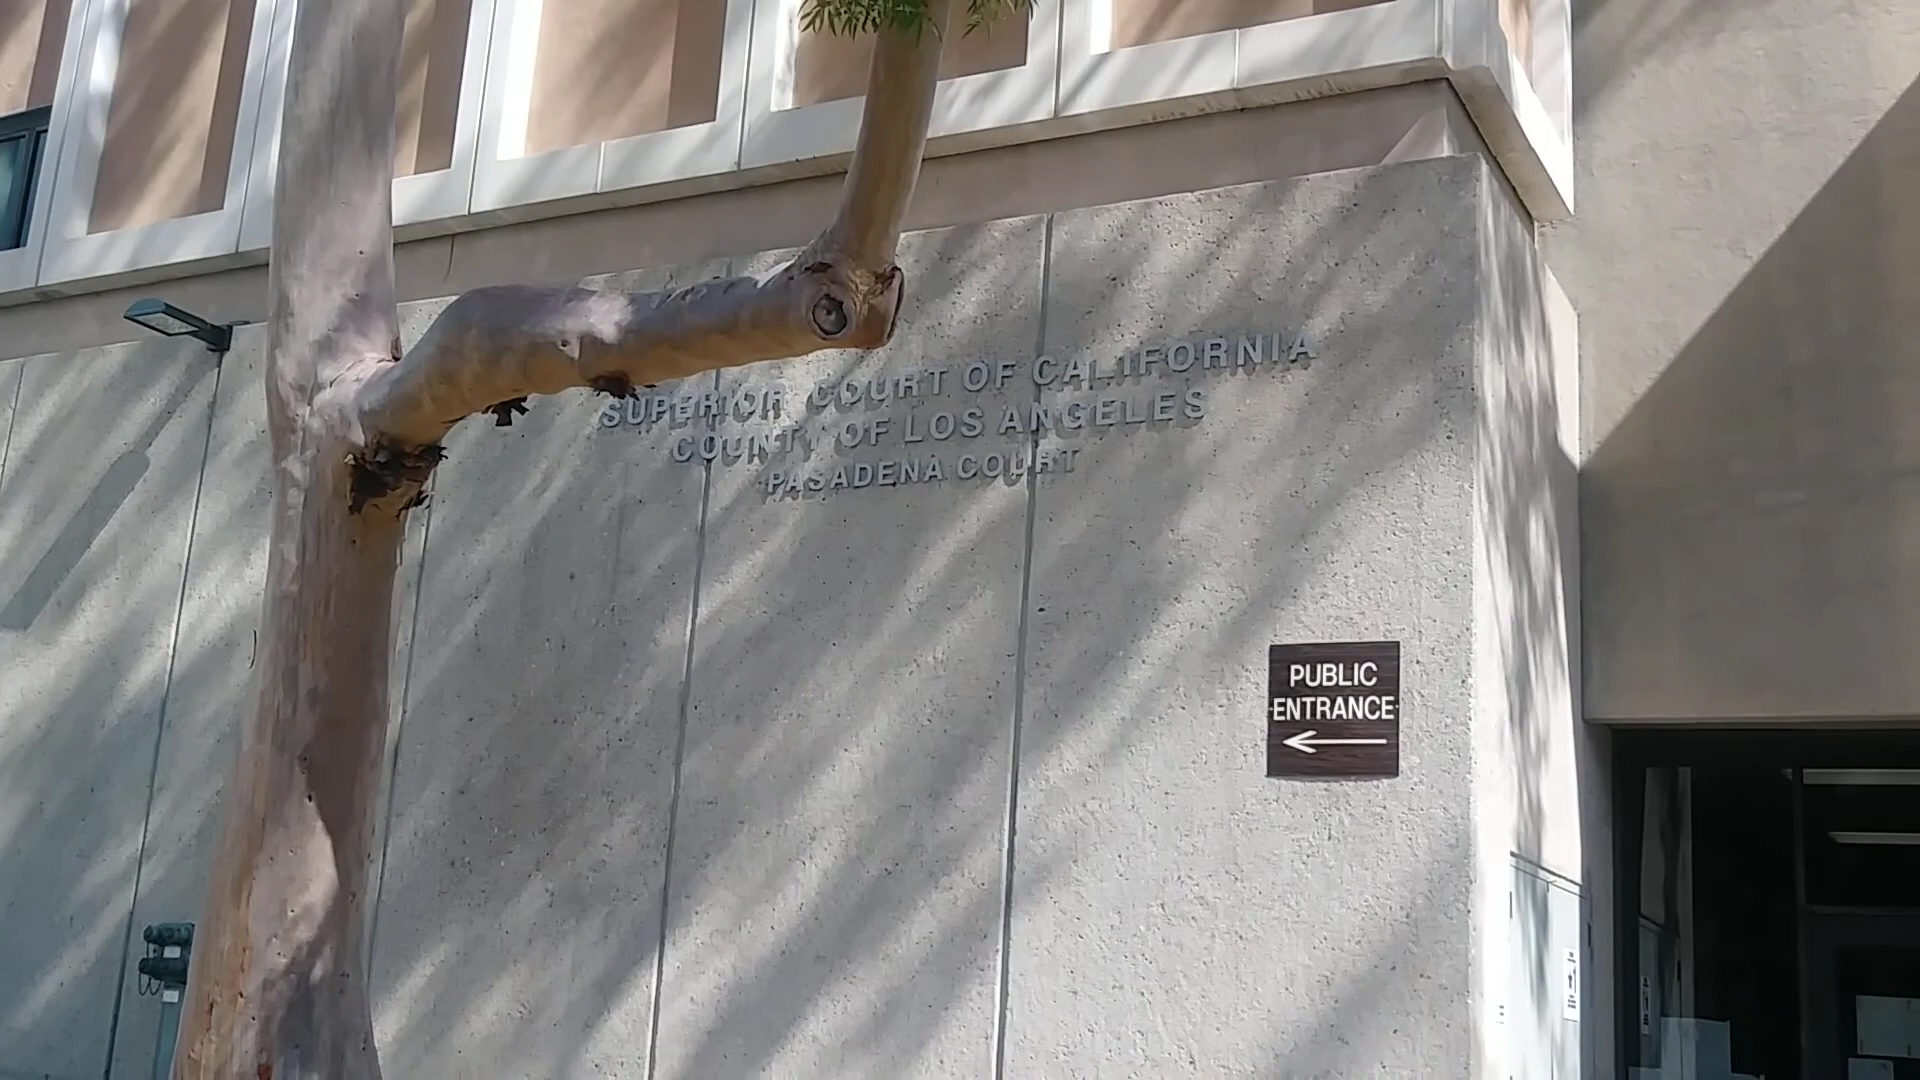 SUPERIOR COURT OF CALIFORNIA
COUNTY OF LOS ANGELES
PASADENA COURT
PUBLIC
ENTRANCE